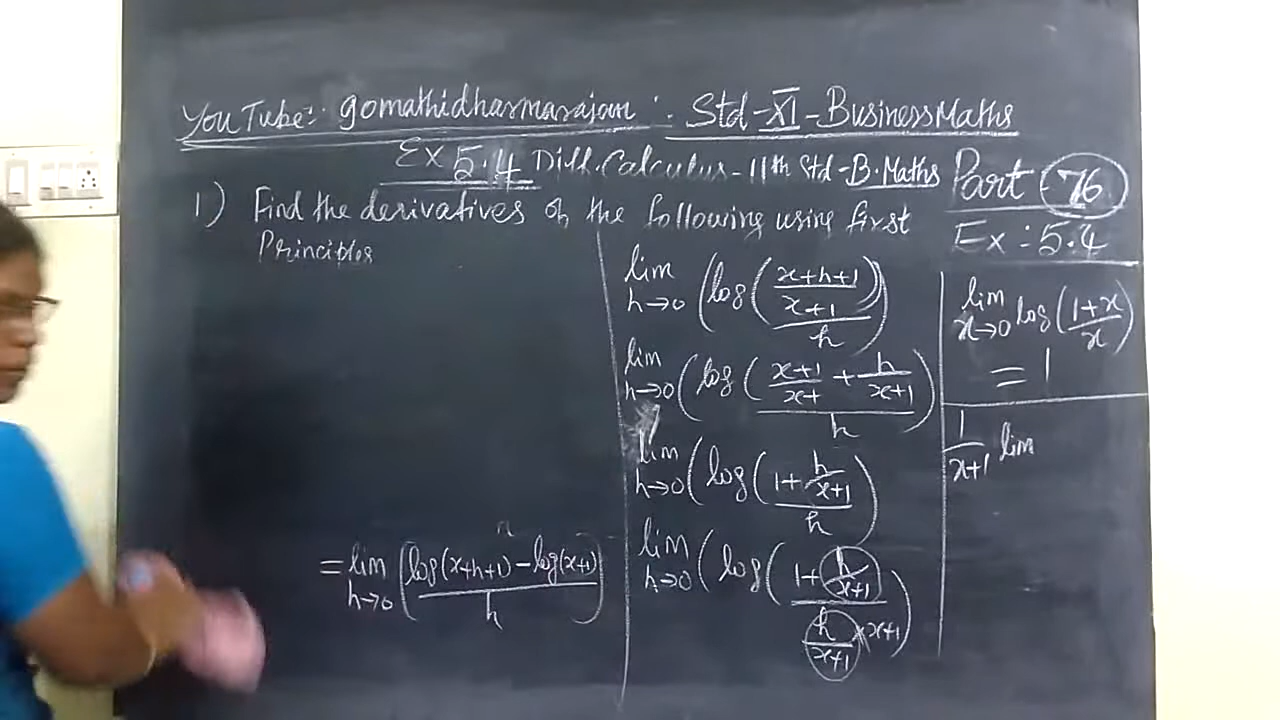 YouTube:- gomathidharmarajan : Std-XI-BusinessMaths
EX 5.4 Diff.Calculus-11th Std-B.Maths Part-76
Ex:5.4
1) Find the derivatives of the following using first
Principles
= lim h→0 (log(x+h+1) - log(x+1) / h)
lim h→0 (log(x+h+1 / x+1) / h)
lim h→0 (log(x+1 / x+ + h / x+1) / h)
lim h→0 (log(1+ h / x+1) / h)
lim h→0 (log(1+ h / x+1) / h / x+1 × x+1)
lim x→0 log(1+x / x)
= 1
1 / x+1 lim